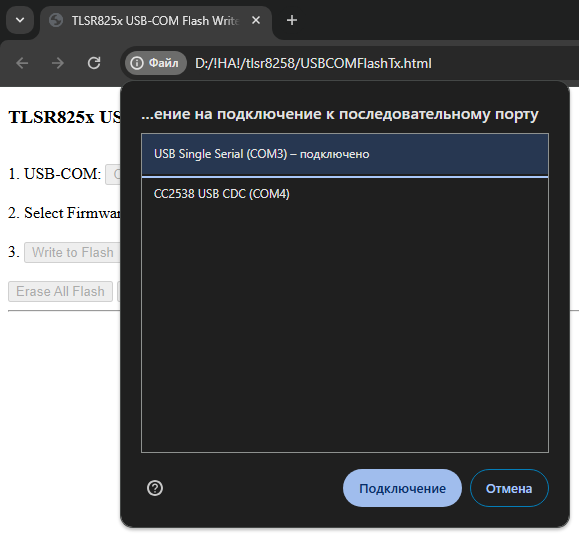 TLSR825x USB-COM Flash Write
Файл
D:/!HA!/tlsr8258/USBCOMFlashTx.html
TLSR825x US
...ение на подключение к последовательному порту
USB Single Serial (COM3) – подключено
CC2538 USB CDC (COM4)
1. USB-COM:
2. Select Firmwar
3. Write to Flash
Erase All Flash
Подключение
Отмена